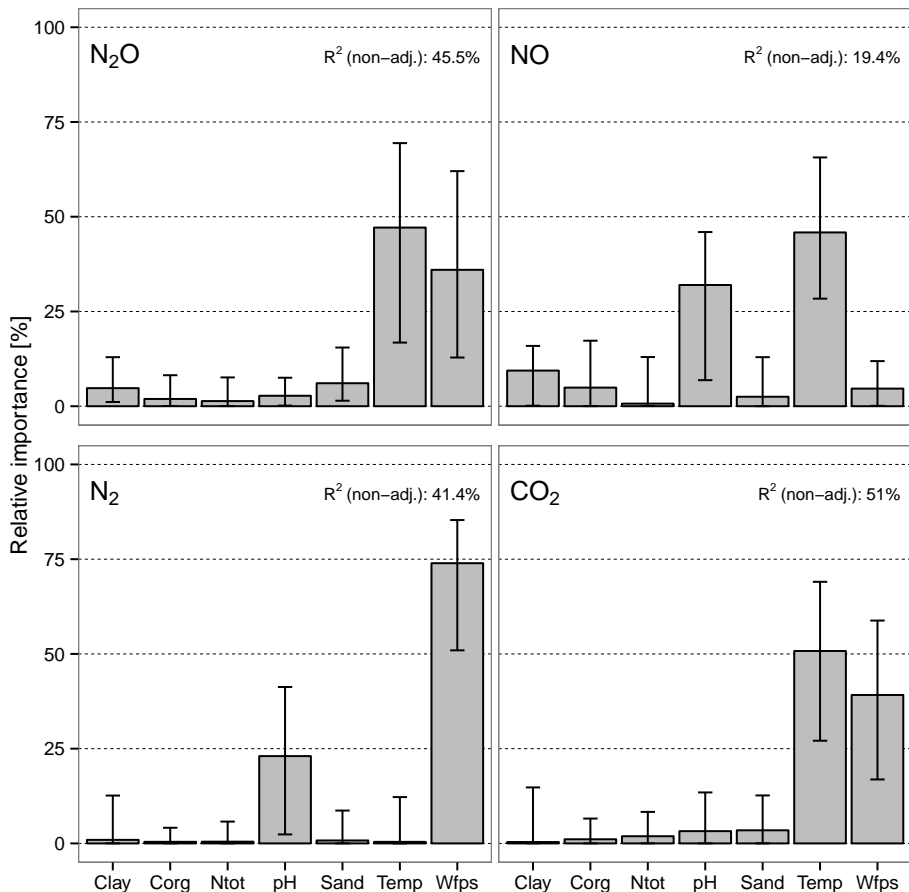 Relative importance [%]
100
75
50
25
0
N₂O
R² (non−adj.): 45.5%
NO
R² (non−adj.): 19.4%
100
75
50
25
0
N₂
R² (non−adj.): 41.4%
CO₂
R² (non−adj.): 51%
Clay Corg Ntot pH Sand Temp Wfps
Clay Corg Ntot pH Sand Temp Wfps